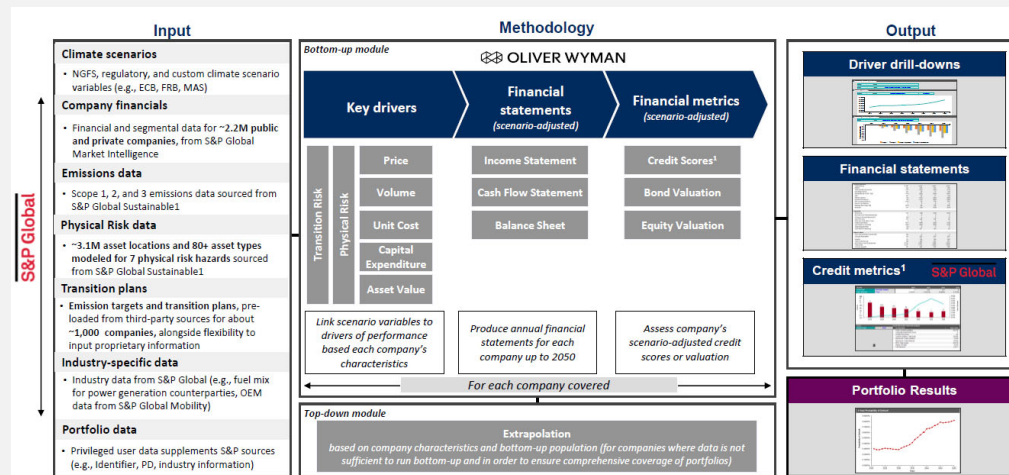 Input
Methodology
Output
S&P Global
Climate scenarios
• NGFS, regulatory, and custom climate scenario
variables (e.g., ECB, FRB, MAS)
Company financials
• Financial and segmental data for ~2.2M public
and private companies, from S&P Global
Market Intelligence
Emissions data
• Scope 1, 2, and 3 emissions data sourced from
S&P Global Sustainable1
Physical Risk data
• ~3.1M asset locations and 80+ asset types
modeled for 7 physical risk hazards sourced
from S&P Global Sustainable1
Transition plans
• Emission targets and transition plans, pre-
loaded from third-party sources for about
~1,000 companies, alongside flexibility to
input proprietary information
Industry-specific data
• Industry data from S&P Global (e.g., fuel mix
for power generation counterparties, OEM
data from S&P Global Mobility)
Portfolio data
• Privileged user data supplements S&P sources
(e.g., Identifier, PD, industry information)
Bottom-up module
OLIVER WYMAN
Key drivers
Financial
statements
(scenario-adjusted)
Financial metrics
(scenario-adjusted)
Transition Risk
Physical Risk
Price
Volume
Unit Cost
Capital
Expenditure
Asset Value
Income Statement
Cash Flow Statement
Balance Sheet
Credit Scores¹
Bond Valuation
Equity Valuation
Link scenario variables to
drivers of performance
based each company's
characteristics
Produce annual financial
statements for each
company up to 2050
Assess company's
scenario-adjusted credit
scores or valuation
For each company covered
Top-down module
Extrapolation
based on company characteristics and bottom-up population (for companies where data is not
sufficient to run bottom-up and in order to ensure comprehensive coverage of portfolios)
Driver drill-downs
Financial statements
Credit metrics¹
S&P Global
Portfolio Results